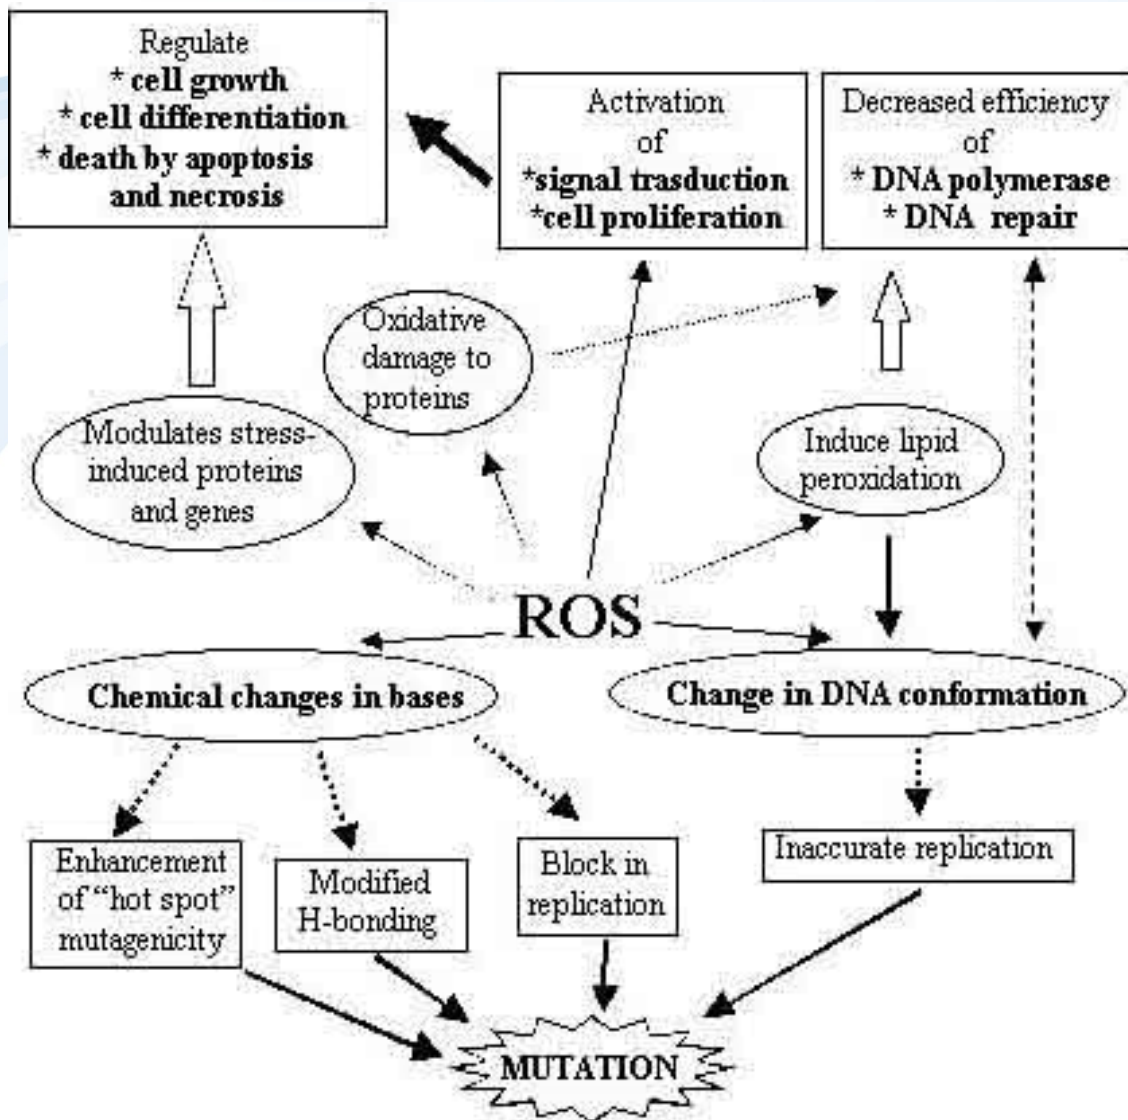 Regulate
* cell growth
* cell differentiation
* death by apoptosis
and necrosis
Activation
of
*signal trasduction
*cell proliferation
Decreased efficiency
of
* DNA polymerase
* DNA repair
Oxidative
damage to
proteins
Modulates stress-
induced proteins
and genes
Induce lipid
peroxidation
ROS
Chemical changes in bases
Change in DNA conformation
Enhancement
of “hot spot”
mutagenicity
Modified
H-bonding
Block in
replication
Inaccurate replication
MUTATION